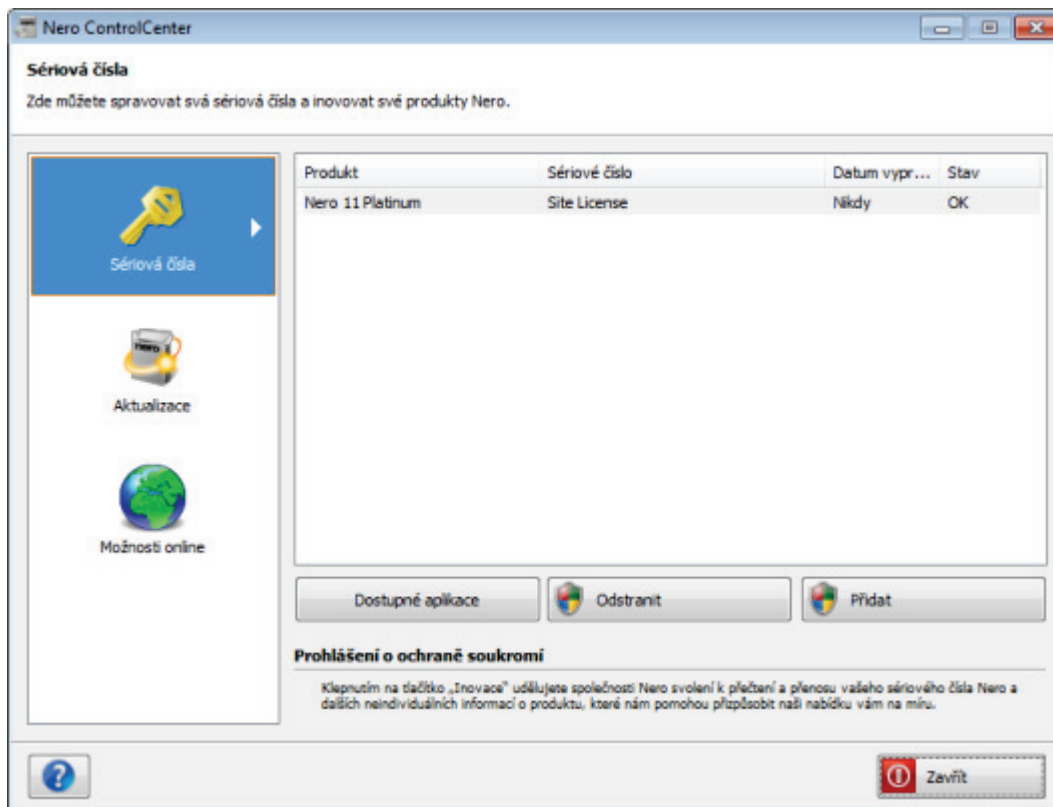 Nero ControlCenter
Sériová čísla
Zde můžete spravovat svá sériová čísla a inovovat své produkty Nero.
Sériová čísla
Aktualizace
Možnosti online
Produkt Sériové číslo Datum vypr... Stav
Nero 11 Platinum Site License Nikdy OK
Dostupné aplikace Odstranit Přidat
Prohlášení o ochraně soukromí
Klepnutím na tlačítko „Inovace“ udělujete společnosti Nero svolení k přečtení a přenosu vašeho sériového čísla Nero a
dalších neindividuálních informací o produktu, které nám pomohou přizpůsobit naši nabídku vám na míru.
Zavřít